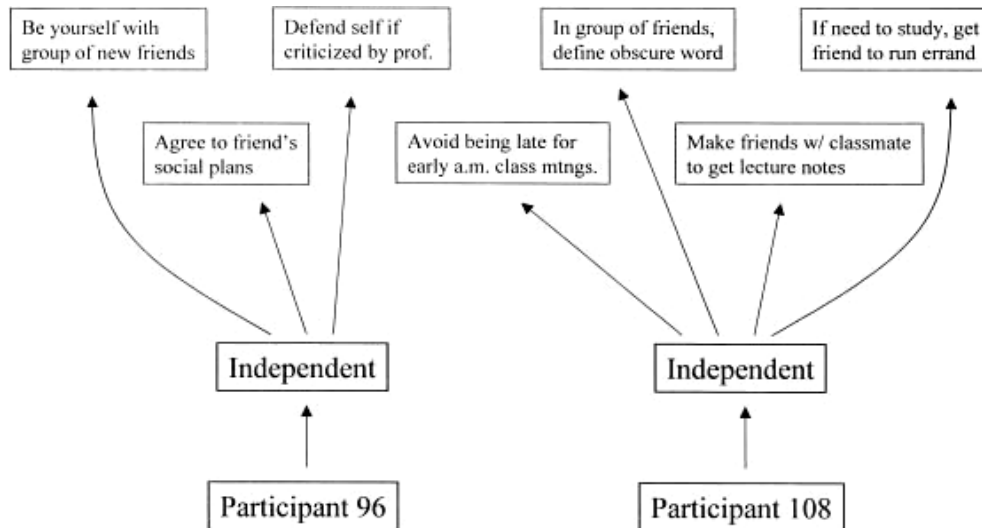 Be yourself with
group of new friends
Defend self if
criticized by prof.
In group of friends,
define obscure word
If need to study, get
friend to run errand
Agree to friend's
social plans
Avoid being late for
early a.m. class mtngs.
Make friends w/ classmate
to get lecture notes
Independent
Independent
Participant 96
Participant 108